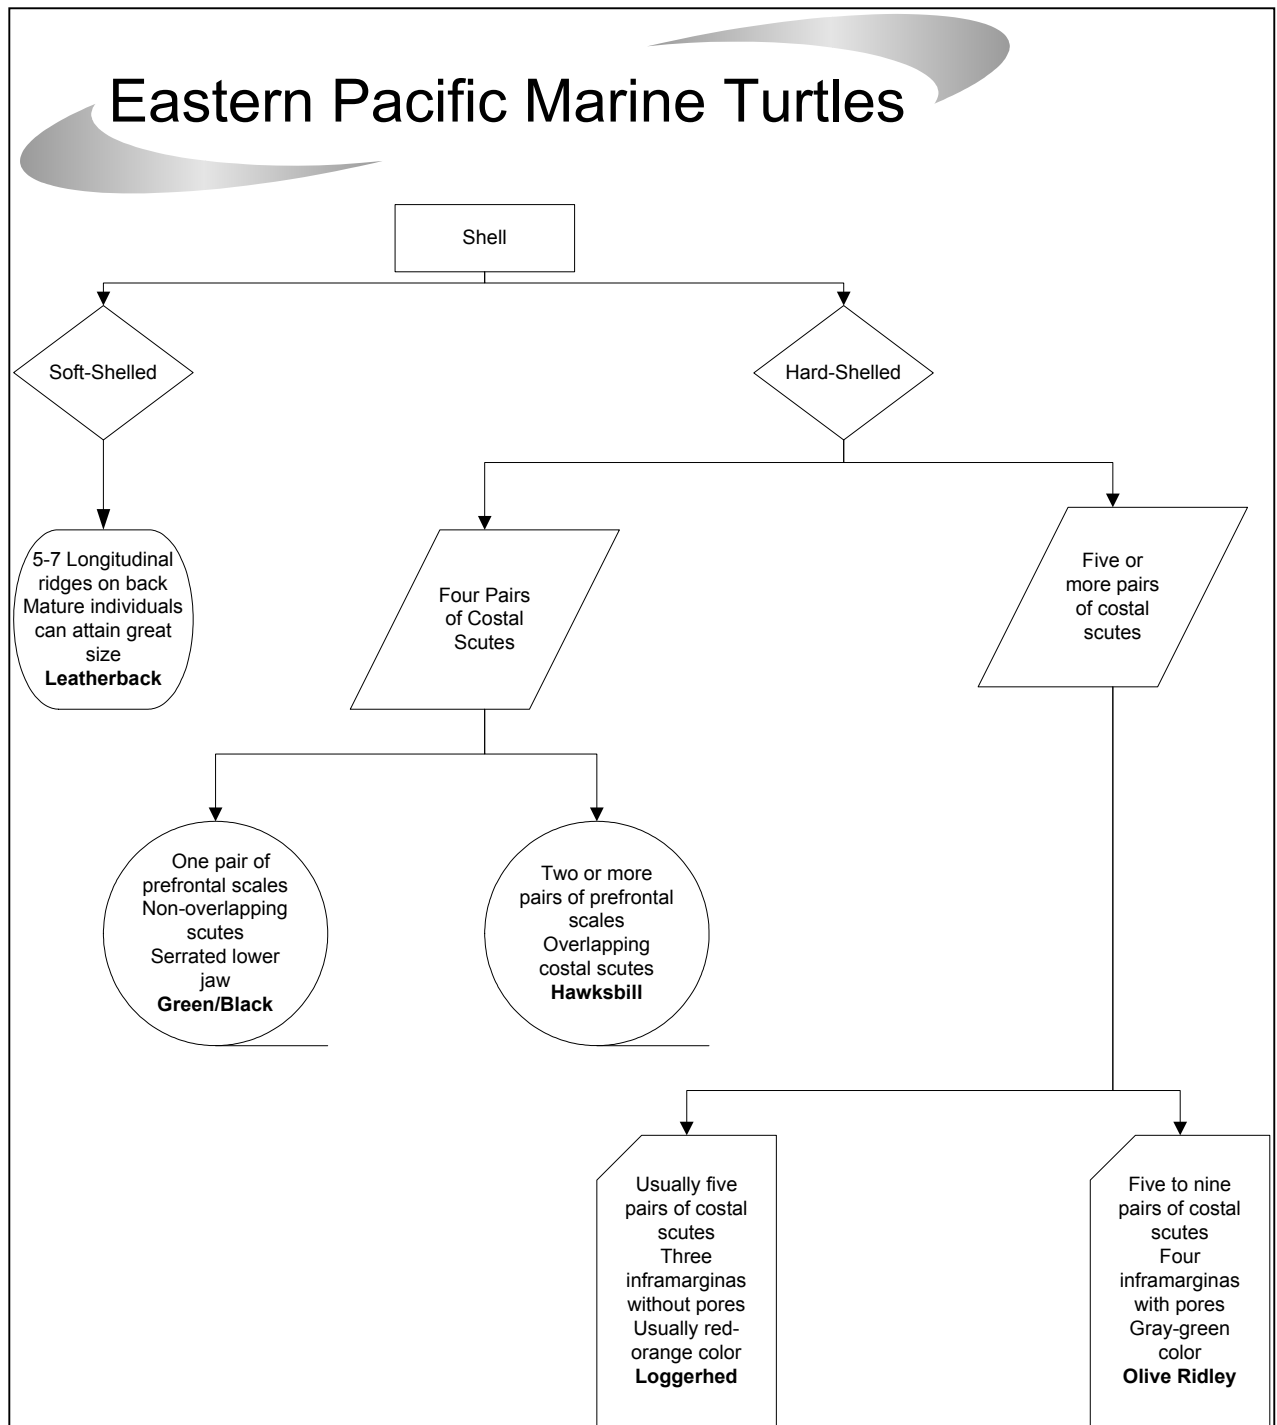 Eastern Pacific Marine Turtles
Shell
Soft-Shelled
Hard-Shelled
5-7 Longitudinal
ridges on back
Mature individuals
can attain great
size
Leatherback
Four Pairs
of Costal
Scutes
Five or
more pairs
of costal
scutes
One pair of
prefrontal scales
Non-overlapping
scutes
Serrated lower
jaw
Green/Black
Two or more
pairs of prefrontal
scales
Overlapping
costal scutes
Hawksbill
Usually five
pairs of costal
scutes
Three
inframarginas
without pores
Usually red-
orange color
Loggerhed
Five to nine
pairs of costal
scutes
Four
inframarginas
with pores
Gray-green
color
Olive Ridley